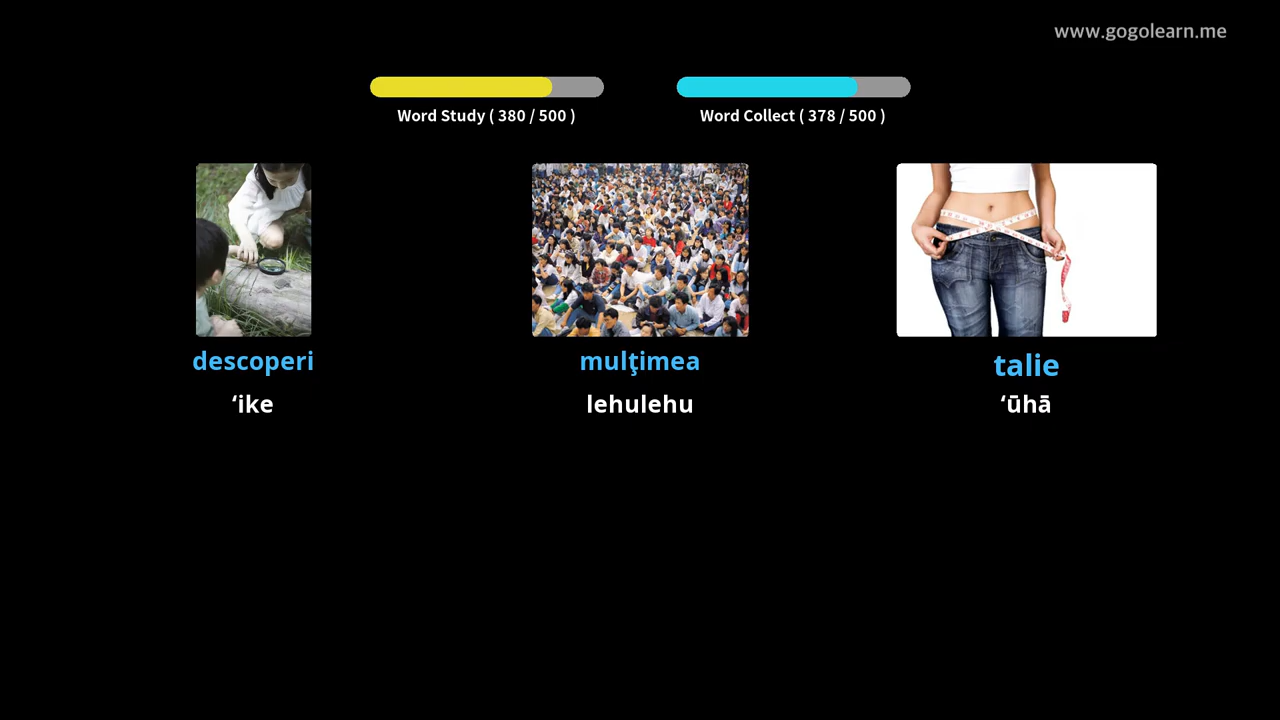 www.gogolearn.me
Word Study ( 380 / 500 )
Word Collect ( 378 / 500 )
descoperi
mulţimea
talie
ʻike
lehulehu
ʻūhā